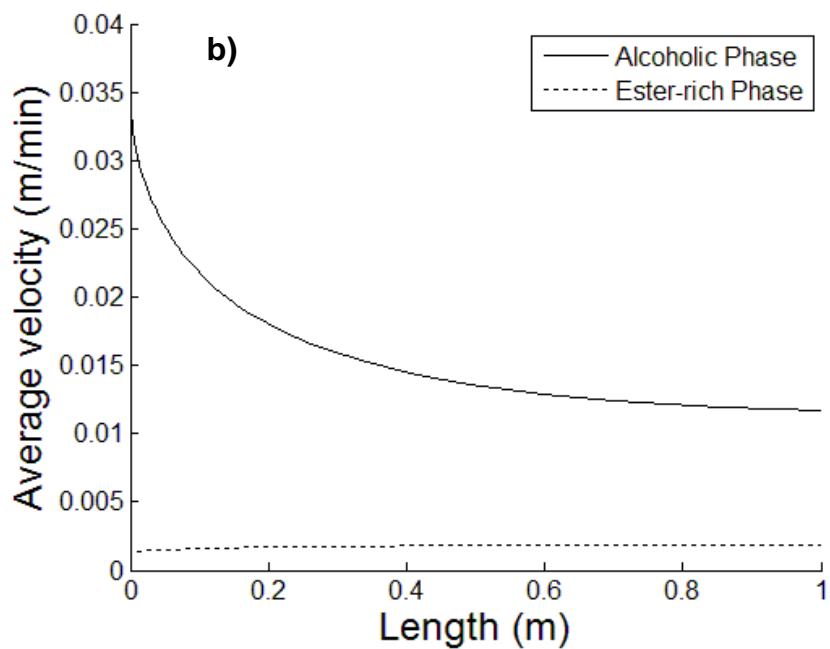 b)
Alcoholic Phase
Ester-rich Phase
Average velocity (m/min)
0.04
0.035
0.03
0.025
0.02
0.015
0.01
0.005
0
0 0.2 0.4 0.6 0.8 1
Length (m)